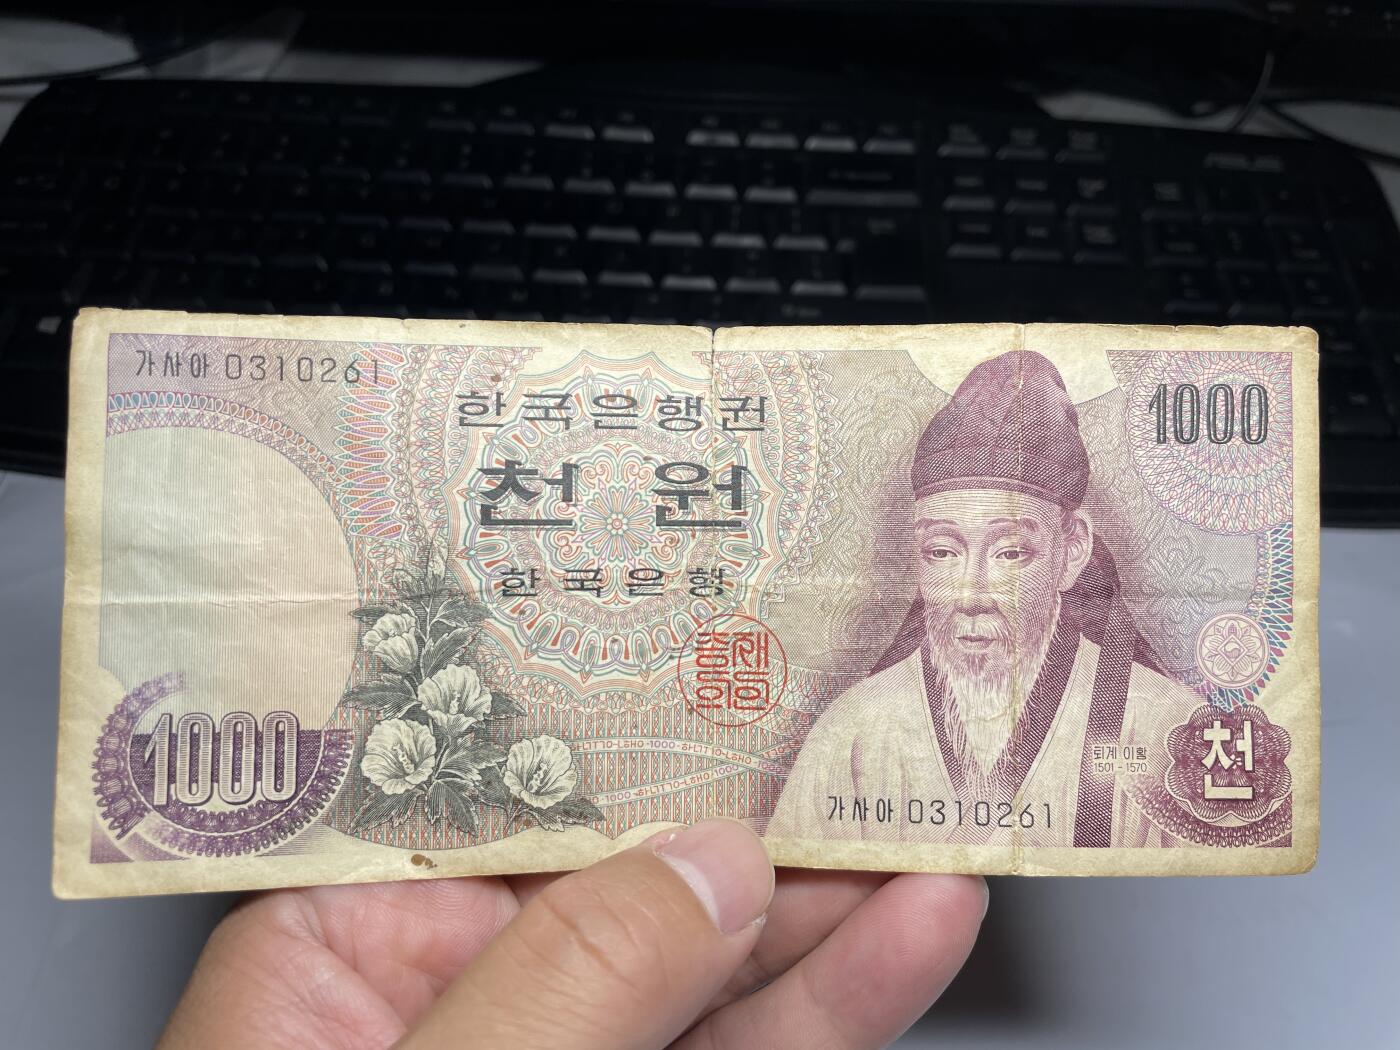 가사아 0310261
한국은행권
1000
천 원
한국은행
총재의인
1000
퇴계 이황
1501 - 1570
천
가사아 0310261